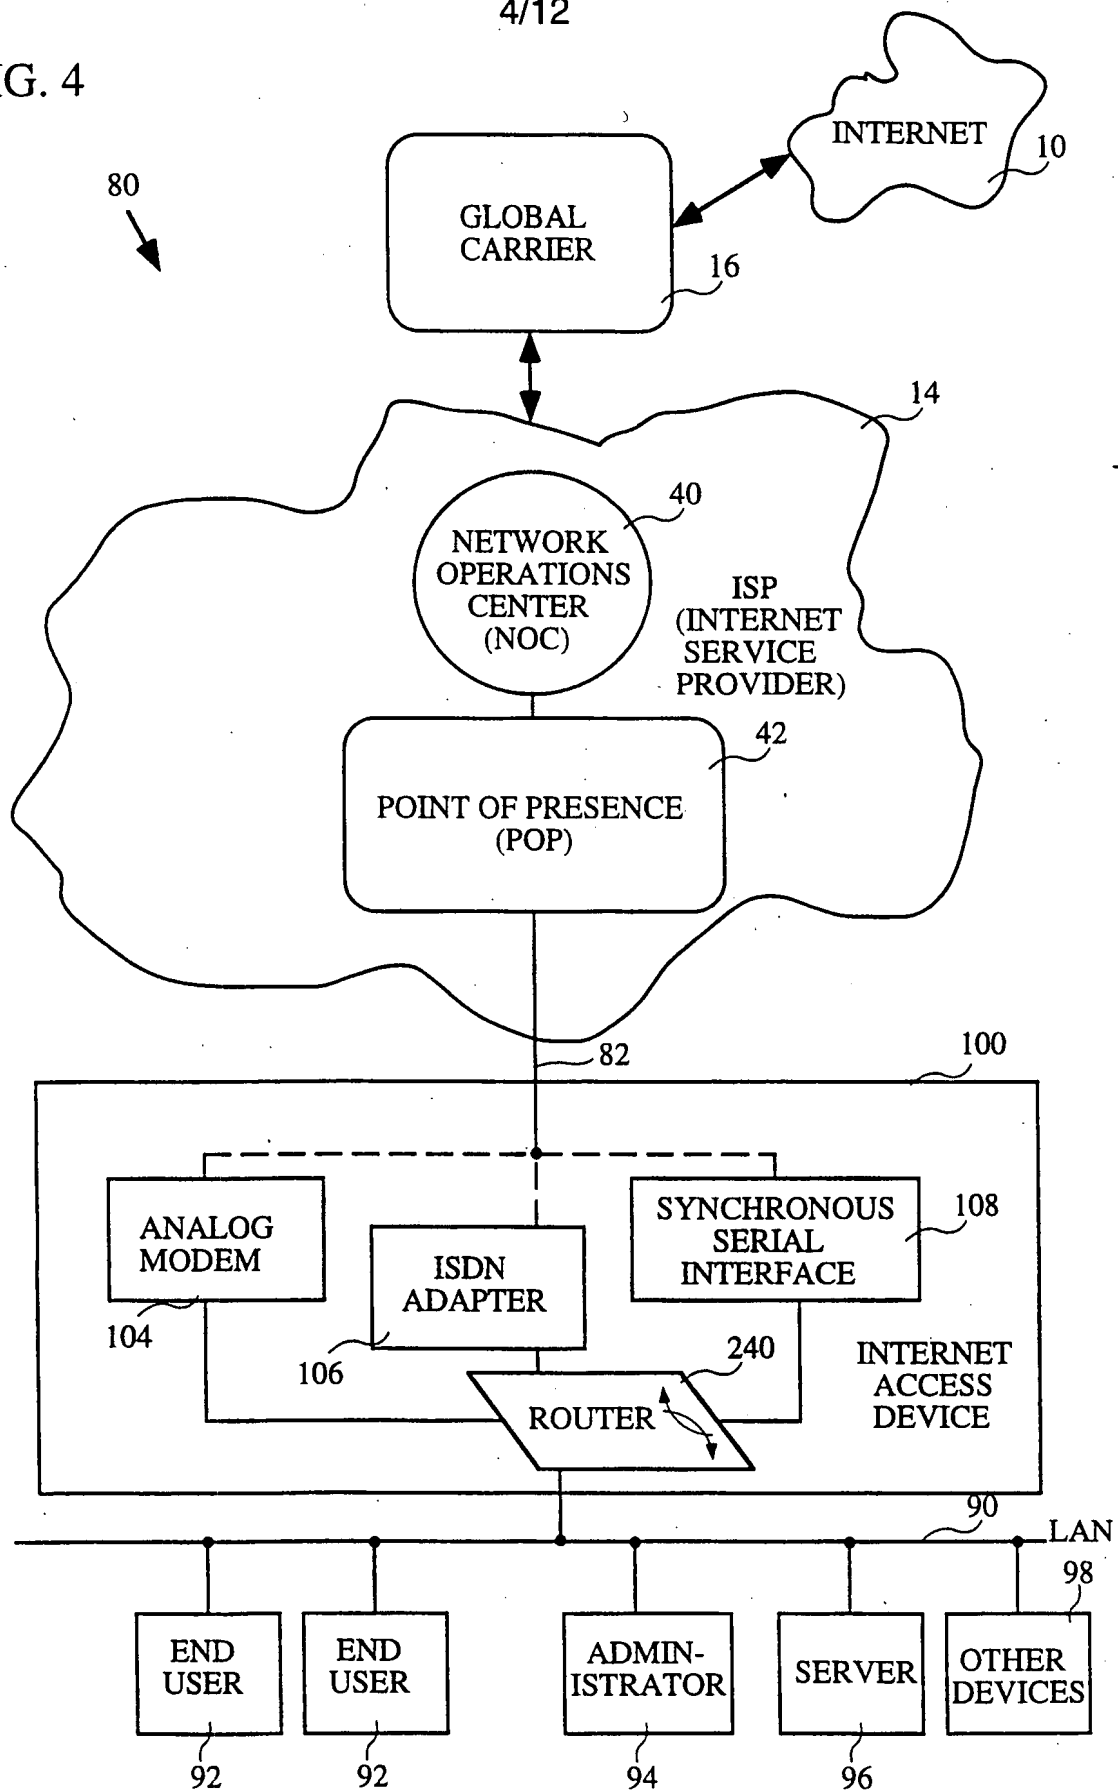 4/12
IG. 4
INTERNET
10
80
GLOBAL
CARRIER
16
14
40
NETWORK
OPERATIONS
CENTER
(NOC)
ISP
(INTERNET
SERVICE
PROVIDER)
42
POINT OF PRESENCE
(POP)
82
100
ANALOG
MODEM
104
ISDN
ADAPTER
106
SYNCHRONOUS
SERIAL
INTERFACE
108
240
ROUTER
INTERNET
ACCESS
DEVICE
90
LAN
98
END
USER
END
USER
ADMIN-
ISTRATOR
SERVER
OTHER
DEVICES
92
92
94
96